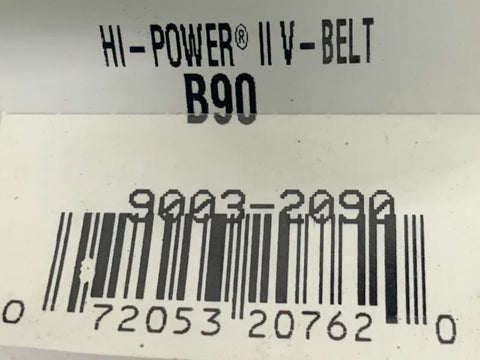 HI-POWER® II V-BELT
B90
9003-2090
0 72053 20762 0